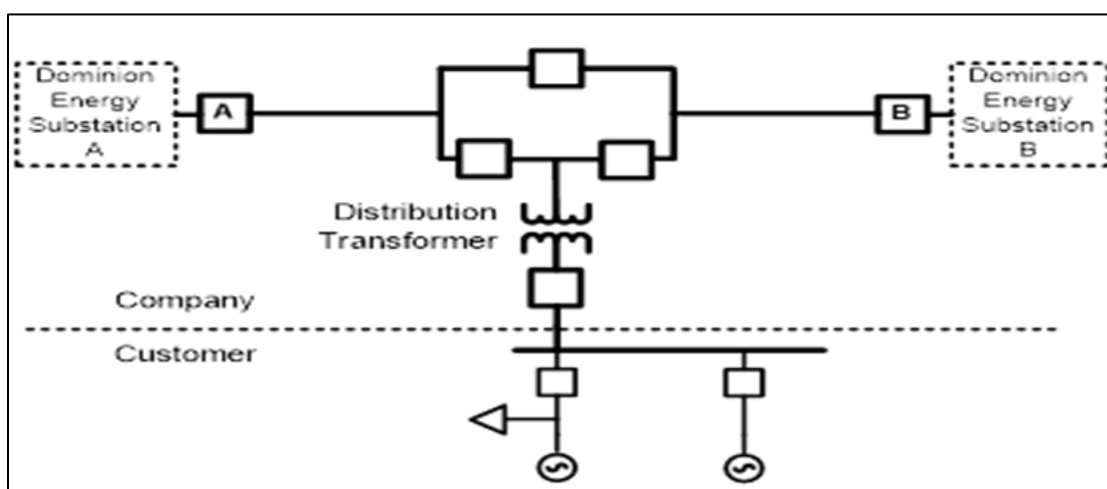 Dominion
Energy
Substation
A
A
B
Dominion
Energy
Substation
B
Distribution
Transformer
Company
Customer